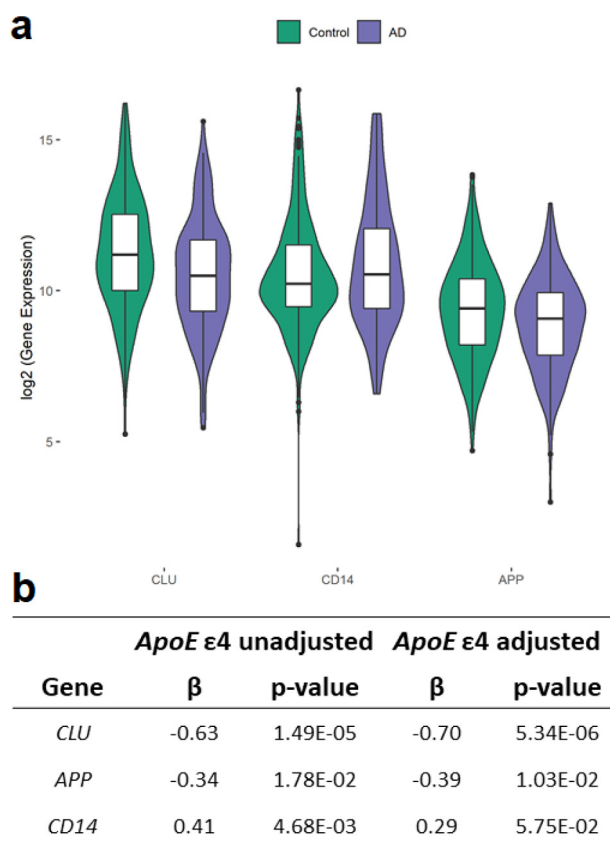 a
Control AD
15
10
5
log2 (Gene Expression)
CLU CD14 APP
b
ApoE ε4 unadjusted ApoE ε4 adjusted
Gene β p-value β p-value
CLU -0.63 1.49E-05 -0.70 5.34E-06
APP -0.34 1.78E-02 -0.39 1.03E-02
CD14 0.41 4.68E-03 0.29 5.75E-02